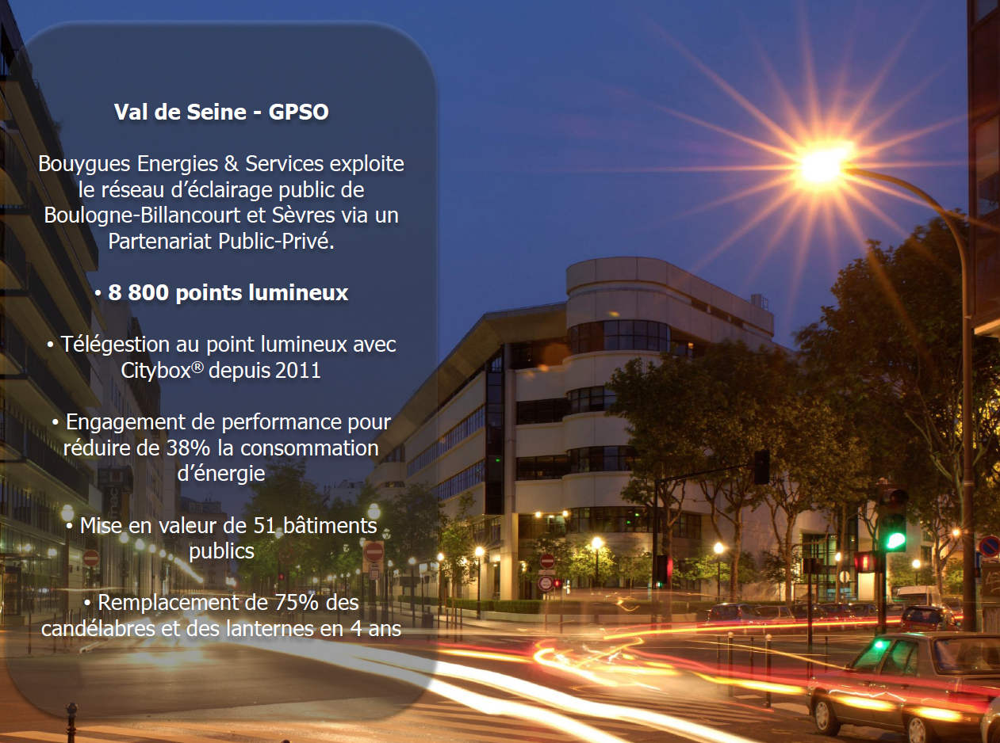 Val de Seine - GPSO
Bouygues Energies & Services exploite
le réseau d’éclairage public de
Boulogne-Billancourt et Sèvres via un
Partenariat Public-Privé.
• 8 800 points lumineux
• Télégestion au point lumineux avec
Citybox® depuis 2011
• Engagement de performance pour
réduire de 38% la consommation
d’énergie
• Mise en valeur de 51 bâtiments
publics
• Remplacement de 75% des
candélabres et des lanternes en 4 ans
fnac